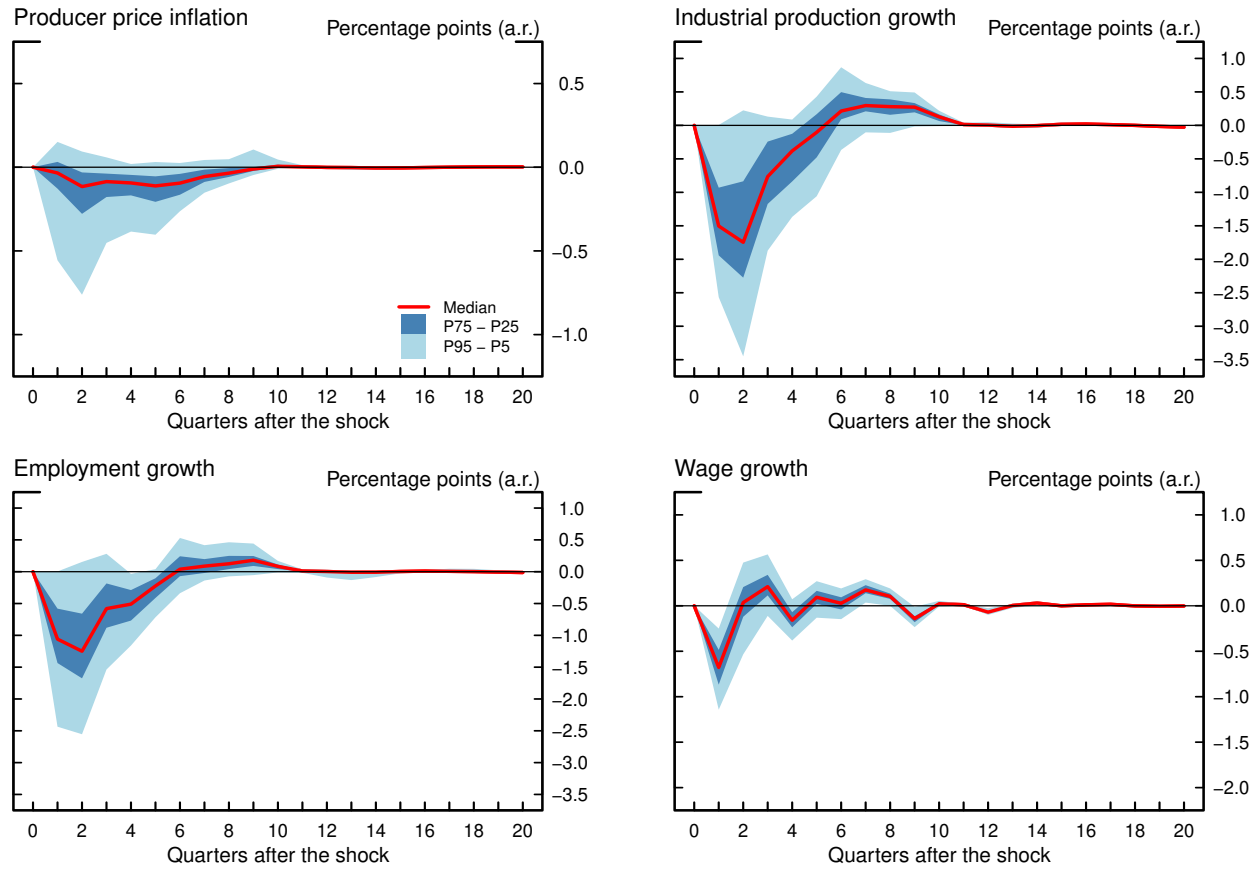 Producer price inflation
Percentage points (a.r.)
0.5
0.0
−0.5
−1.0
Median
P75 − P25
P95 − P5
0 2 4 6 8 10 12 14 16 18 20
Quarters after the shock
Industrial production growth
Percentage points (a.r.)
1.0
0.5
0.0
−0.5
−1.0
−1.5
−2.0
−2.5
−3.0
−3.5
0 2 4 6 8 10 12 14 16 18 20
Quarters after the shock
Employment growth
Percentage points (a.r.)
1.0
0.5
0.0
−0.5
−1.0
−1.5
−2.0
−2.5
−3.0
−3.5
0 2 4 6 8 10 12 14 16 18 20
Quarters after the shock
Wage growth
Percentage points (a.r.)
1.0
0.5
0.0
−0.5
−1.0
−1.5
−2.0
0 2 4 6 8 10 12 14 16 18 20
Quarters after the shock